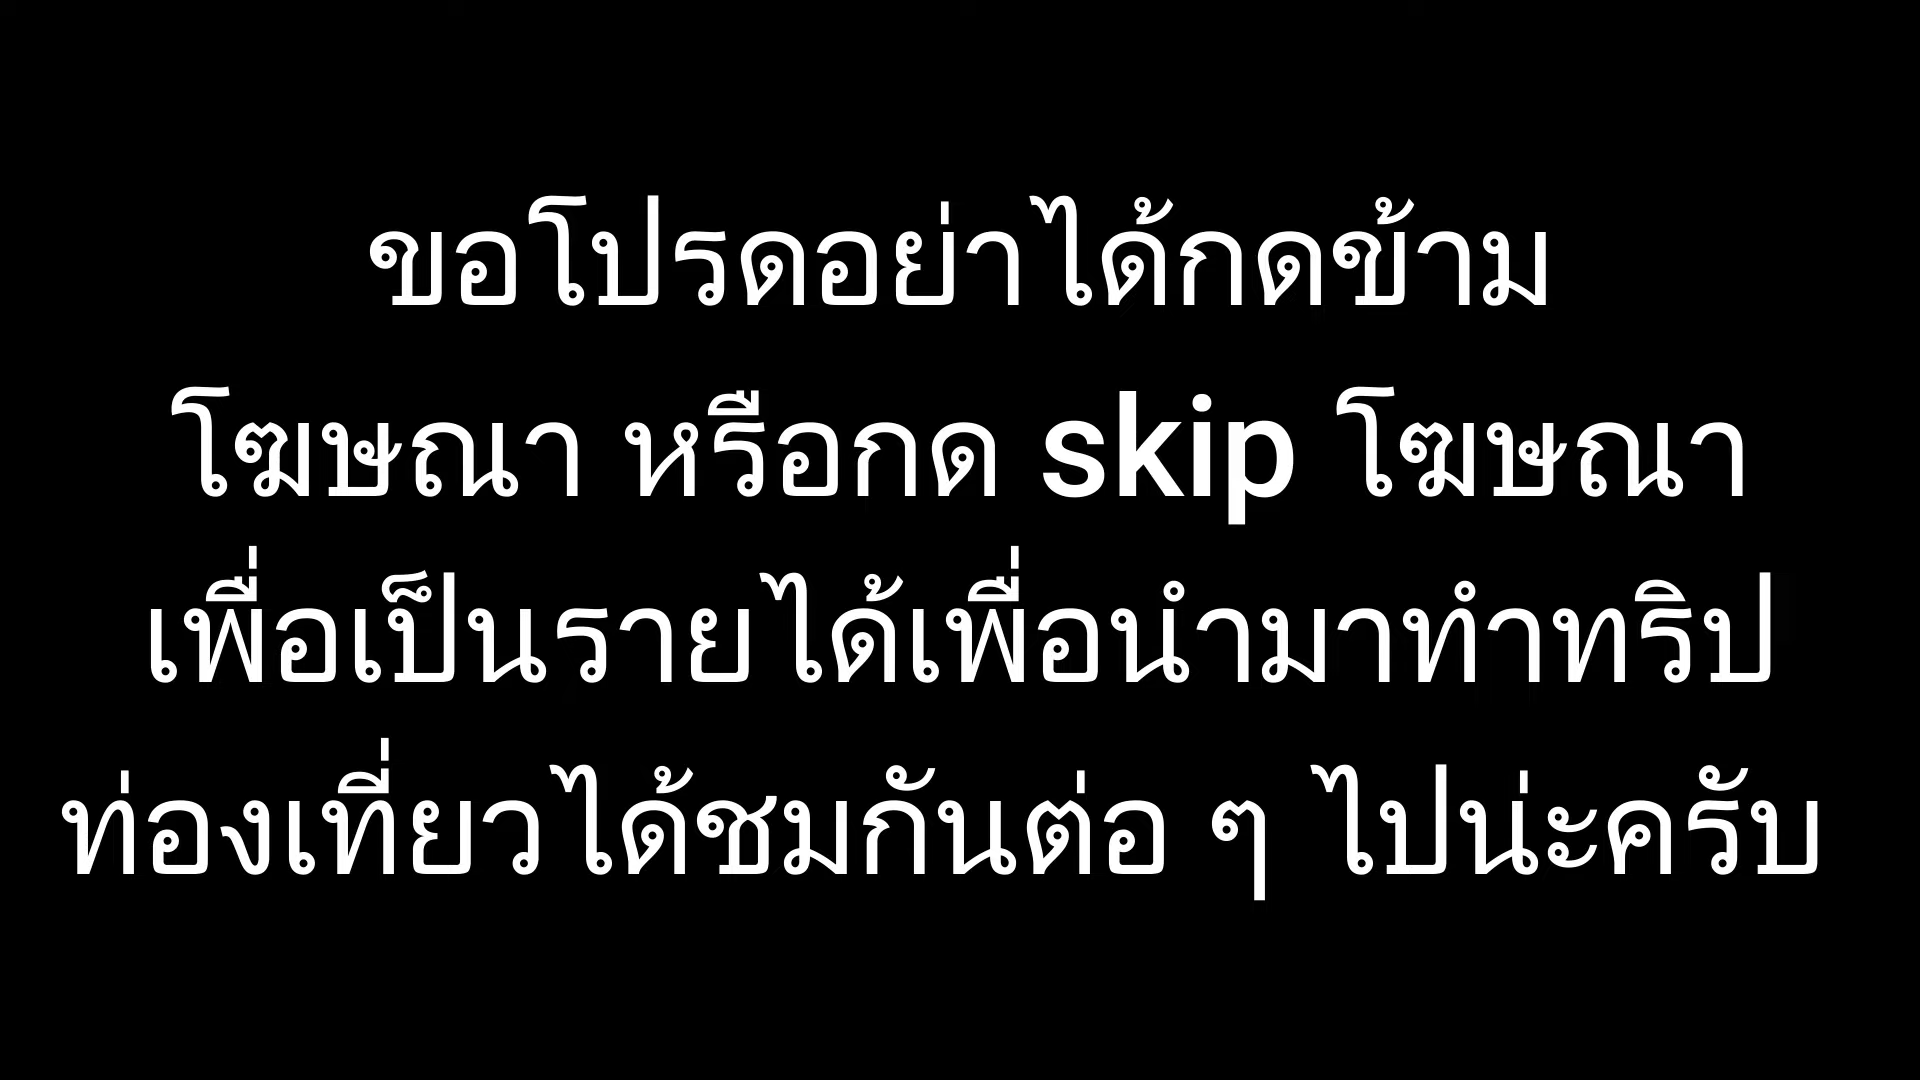 ขอโปรดอย่าได้กดข้าม
โฆษณา หรือกด skip โฆษณา
เพื่อเป็นรายได้เพื่อนำมาทำทริป
ท่องเที่ยวได้ชมกันต่อ ๆ ไปน่ะครับ